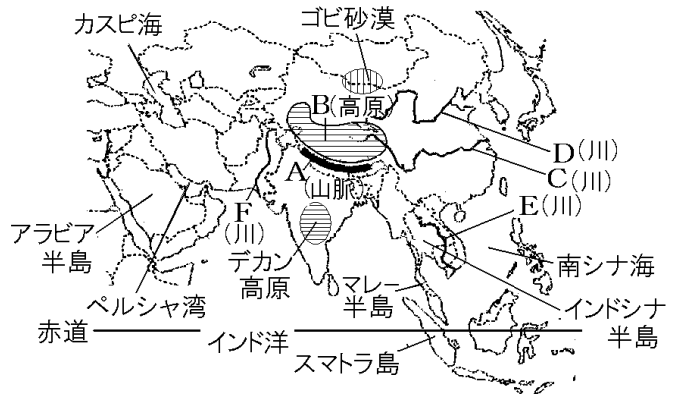 カスピ海
ゴビ砂漠
B(高原)
D(川)
C(川)
A
(山脈)
E(川)
F
(川)
アラビア
半島
デカン
高原
マレー
半島
南シナ海
ペルシャ湾
インドシナ
半島
赤道
インド洋
スマトラ島